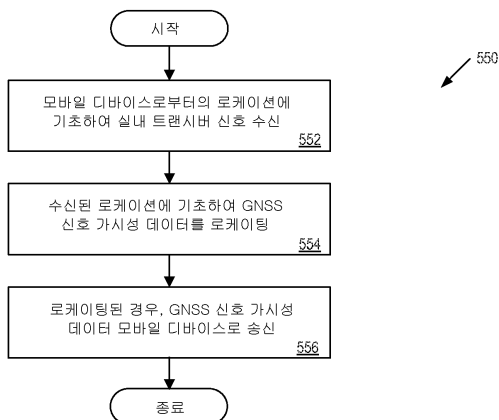 시작
550
모바일 디바이스로부터의 로케이션에
기초하여 실내 트랜시버 신호 수신
552
수신된 로케이션에 기초하여 GNSS
신호 가시성 데이터를 로케이팅
554
로케이팅된 경우, GNSS 신호 가시성
데이터 모바일 디바이스로 송신
556
종료